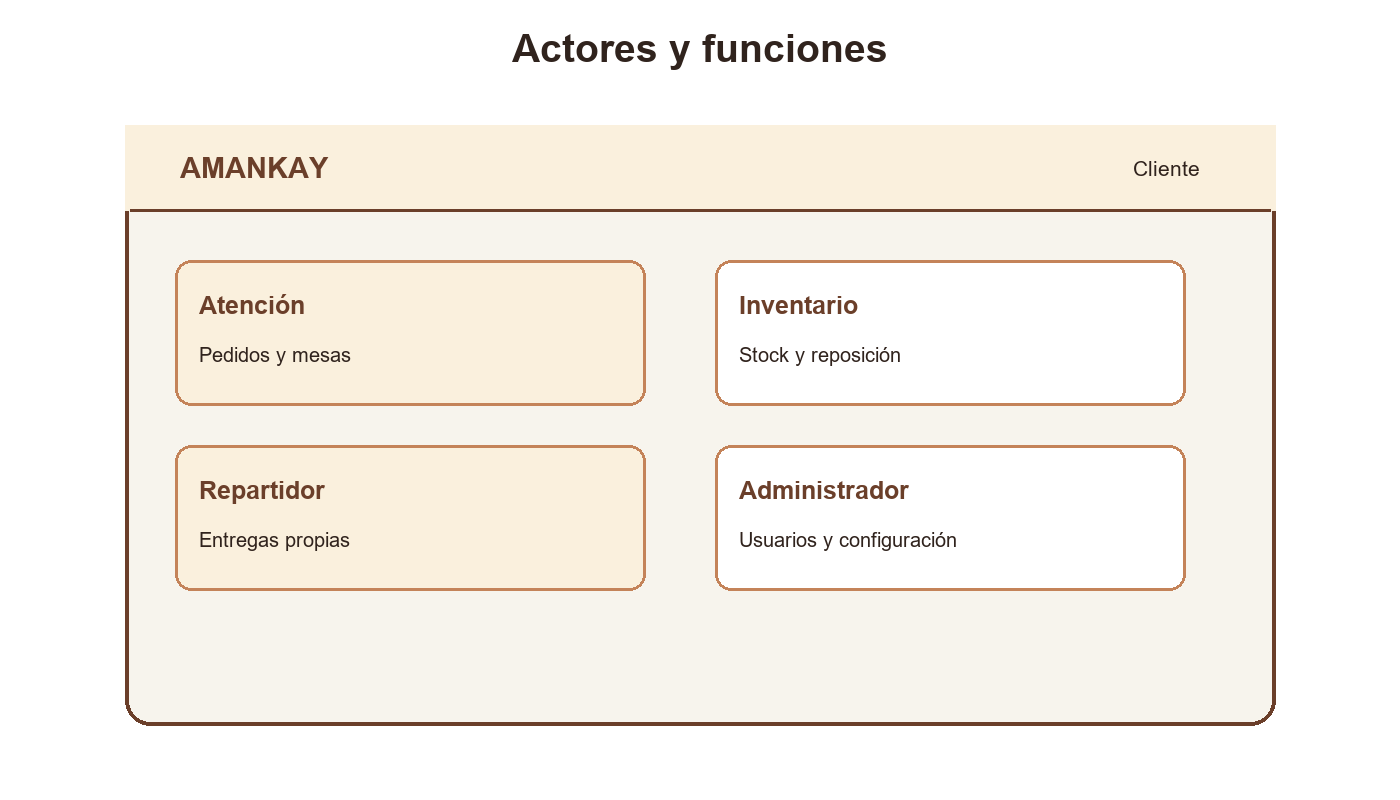 Actores y funciones
AMANKAY
Cliente
Atención
Pedidos y mesas
Inventario
Stock y reposición
Repartidor
Entregas propias
Administrador
Usuarios y configuración